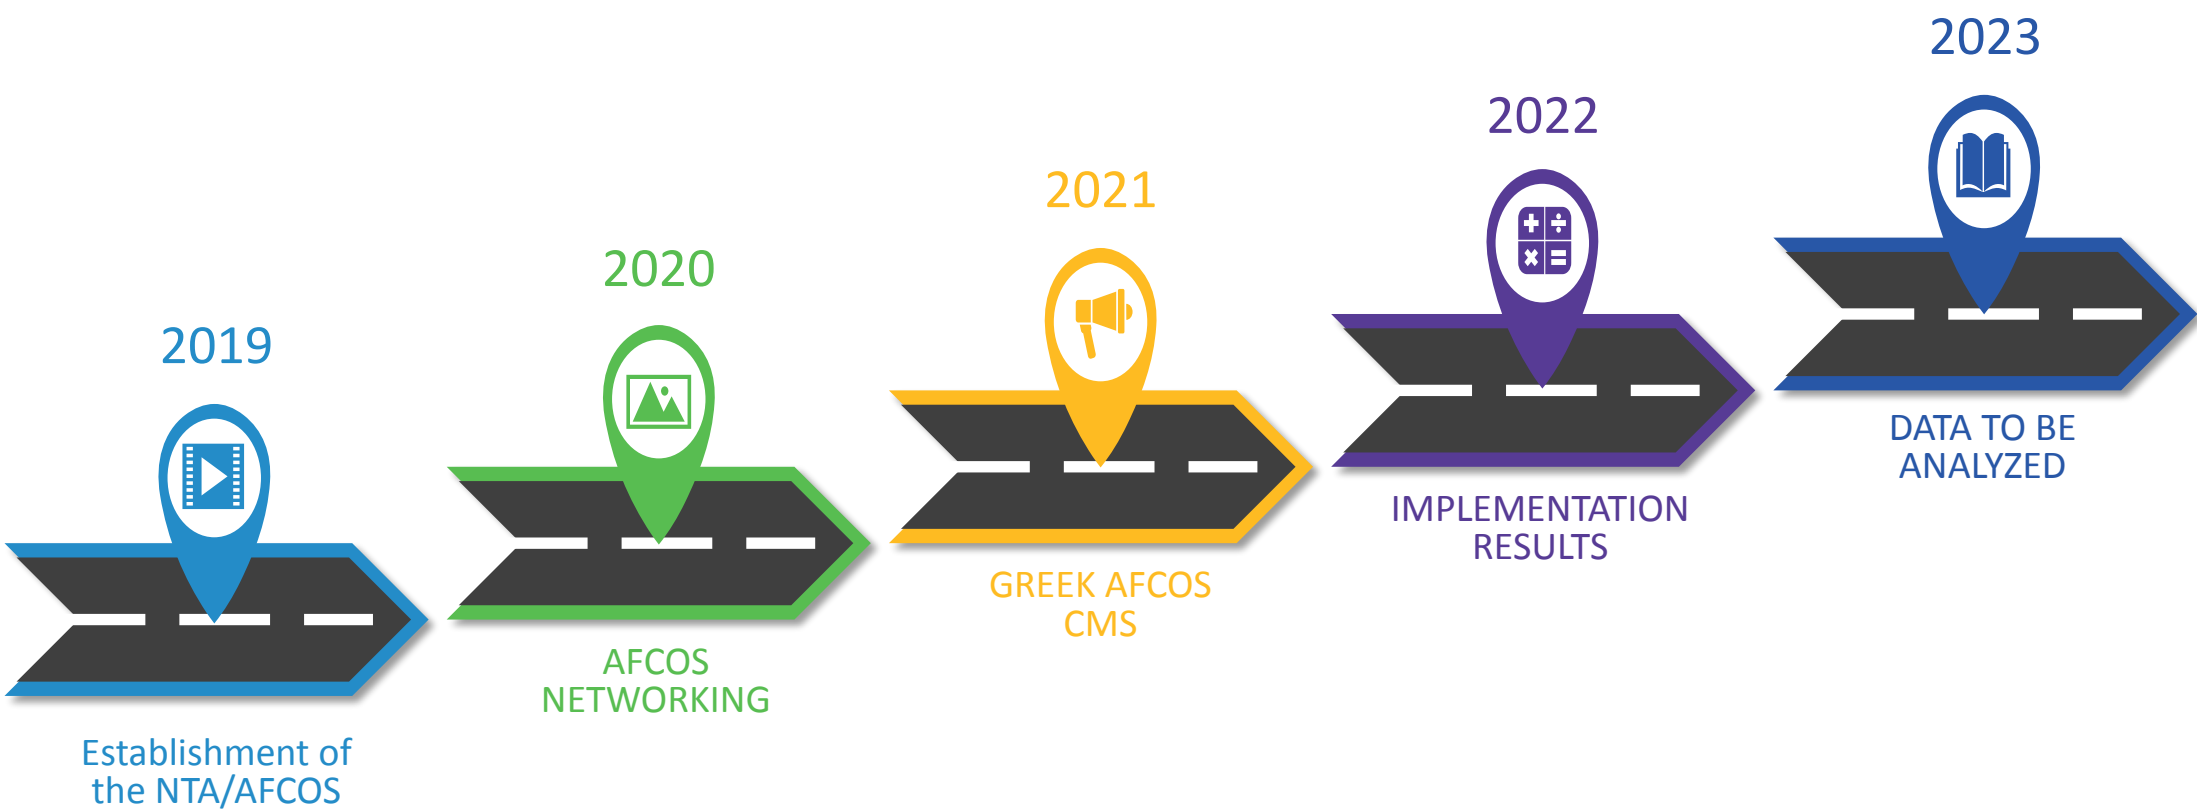 2019
Establishment of
the NTA/AFCOS
2020
AFCOS
NETWORKING
2021
GREEK AFCOS
CMS
2022
IMPLEMENTATION
RESULTS
2023
DATA TO BE
ANALYZED